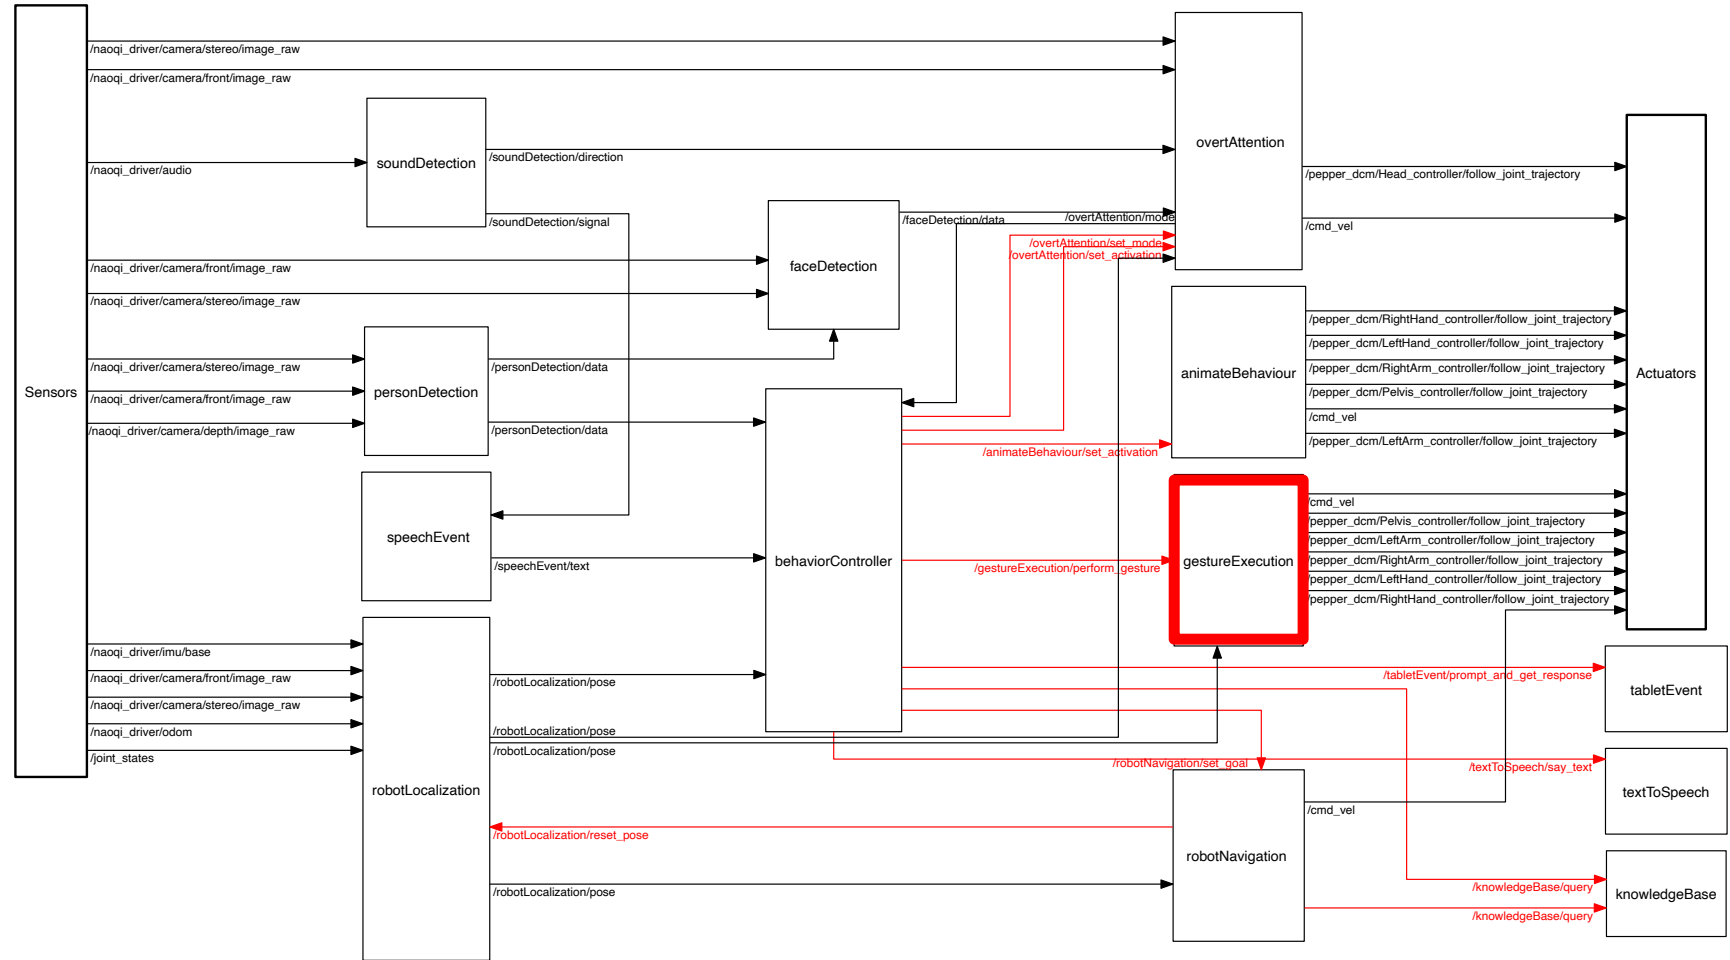 /naoqi_driver/camera/stereo/image_raw
/naoqi_driver/camera/front/image_raw
overtAttention
soundDetection
/soundDetection/direction
/naoqi_driver/audio
/pepper_dcm/Head_controller/follow_joint_trajectory
/soundDetection/signal
/faceDetection/data
/overtAttention/mode
/cmd_vel
/overtAttention/set_mode
/overtAttention/set_activation
/naoqi_driver/camera/front/image_raw
faceDetection
/naoqi_driver/camera/stereo/image_raw
/pepper_dcm/RightHand_controller/follow_joint_trajectory
/pepper_dcm/LeftHand_controller/follow_joint_trajectory
/naoqi_driver/camera/stereo/image_raw
/personDetection/data
/pepper_dcm/RightArm_controller/follow_joint_trajectory
animateBehaviour
Actuators
Sensors
personDetection
/pepper_dcm/Pelvis_controller/follow_joint_trajectory
/naoqi_driver/camera/front/image_raw
/cmd_vel
/naoqi_driver/camera/depth/image_raw
/personDetection/data
/pepper_dcm/LeftArm_controller/follow_joint_trajectory
/animateBehaviour/set_activation
/cmd_vel
/pepper_dcm/Pelvis_controller/follow_joint_trajectory
speechEvent
/pepper_dcm/LeftArm_controller/follow_joint_trajectory
behaviorController
gestureExecution
/pepper_dcm/RightArm_controller/follow_joint_trajectory
/speechEvent/text
/gestureExecution/perform_gesture
/pepper_dcm/LeftHand_controller/follow_joint_trajectory
/pepper_dcm/RightHand_controller/follow_joint_trajectory
/naoqi_driver/imu/base
/naoqi_driver/camera/front/image_raw
/robotLocalization/pose
/tabletEvent/prompt_and_get_response
tabletEvent
/naoqi_driver/camera/stereo/image_raw
/naoqi_driver/odom
/robotLocalization/pose
/robotLocalization/pose
/joint_states
/robotNavigation/set_goal
/textToSpeech/say_text
robotLocalization
textToSpeech
/cmd_vel
/robotLocalization/reset_pose
robotNavigation
/robotLocalization/pose
/knowledgeBase/query
knowledgeBase
/knowledgeBase/query